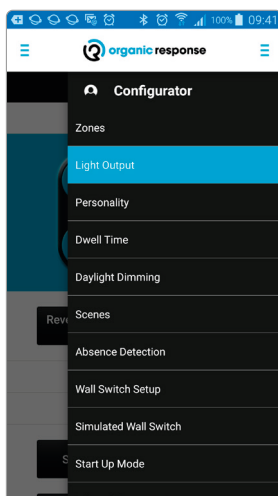 100% 09:41
organic response
Configurator
Zones
Light Output
Personality
Dwell Time
Daylight Dimming
Scenes
Reve
Absence Detection
Wall Switch Setup
Simulated Wall Switch
S
Start Up Mode